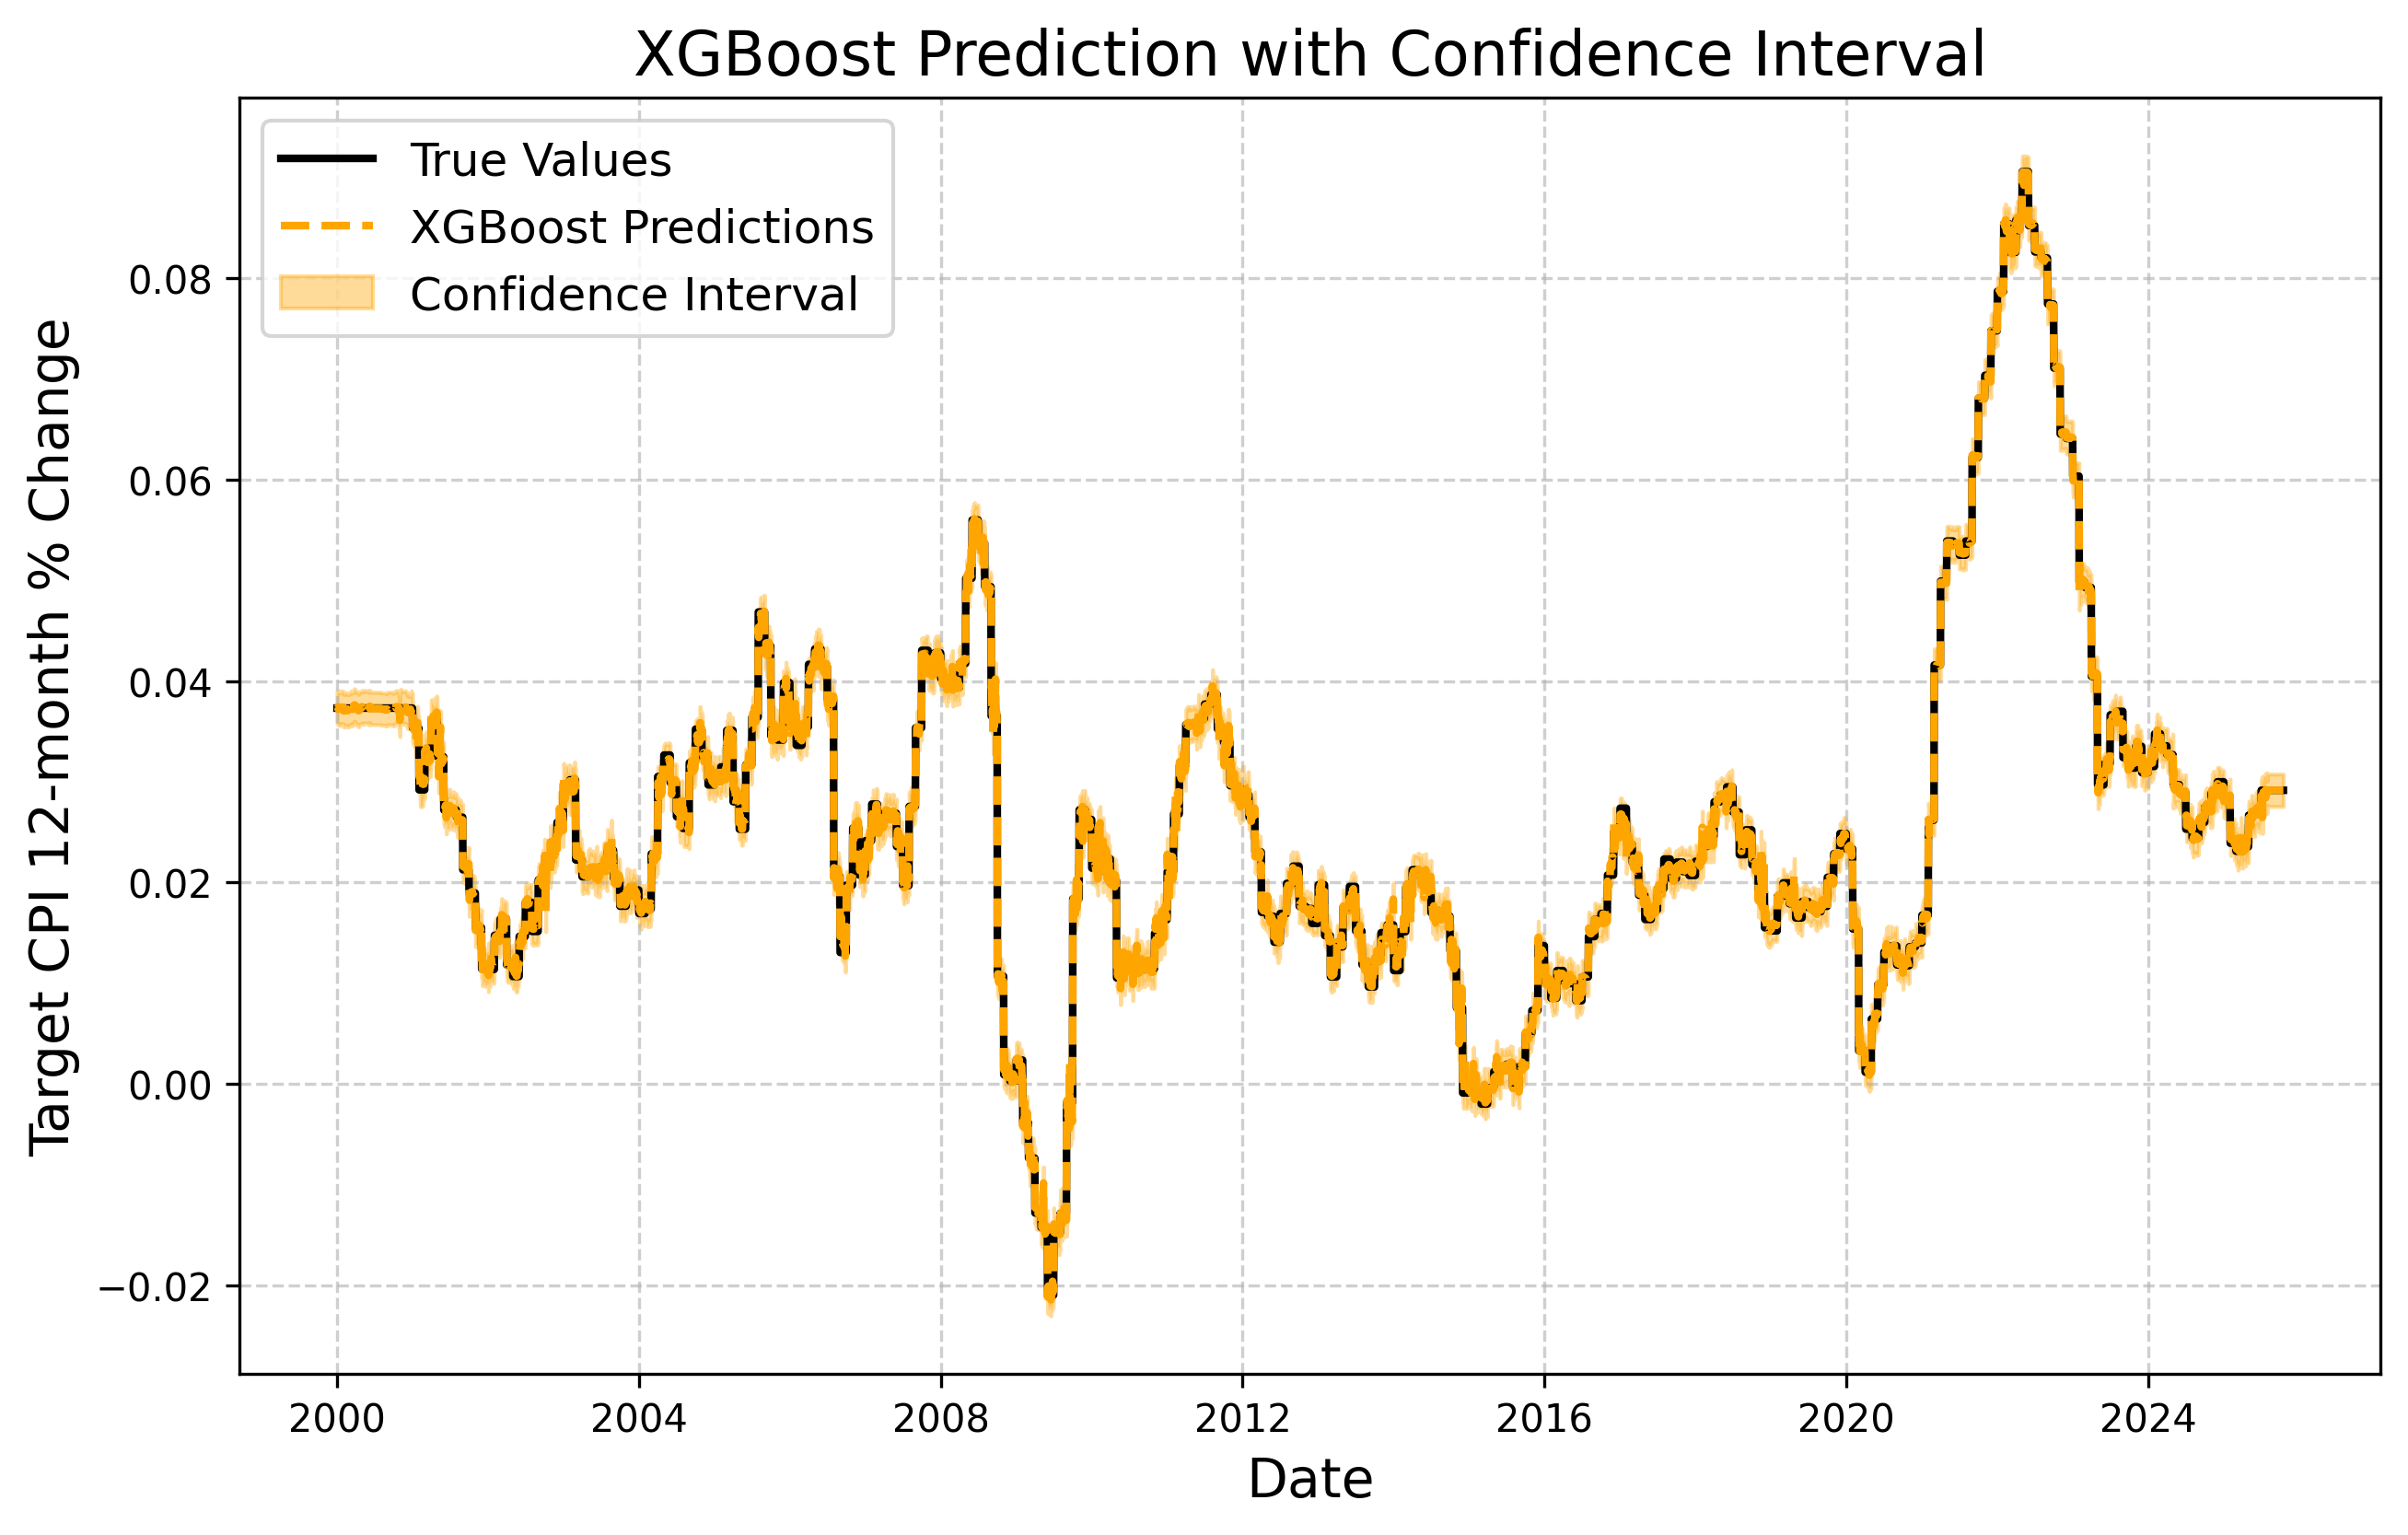 XGBoost Prediction with Confidence Interval
True Values
XGBoost Predictions
Confidence Interval
Target CPI 12-month % Change
0.08
0.06
0.04
0.02
0.00
−0.02
2000 2004 2008 2012 2016 2020 2024
Date